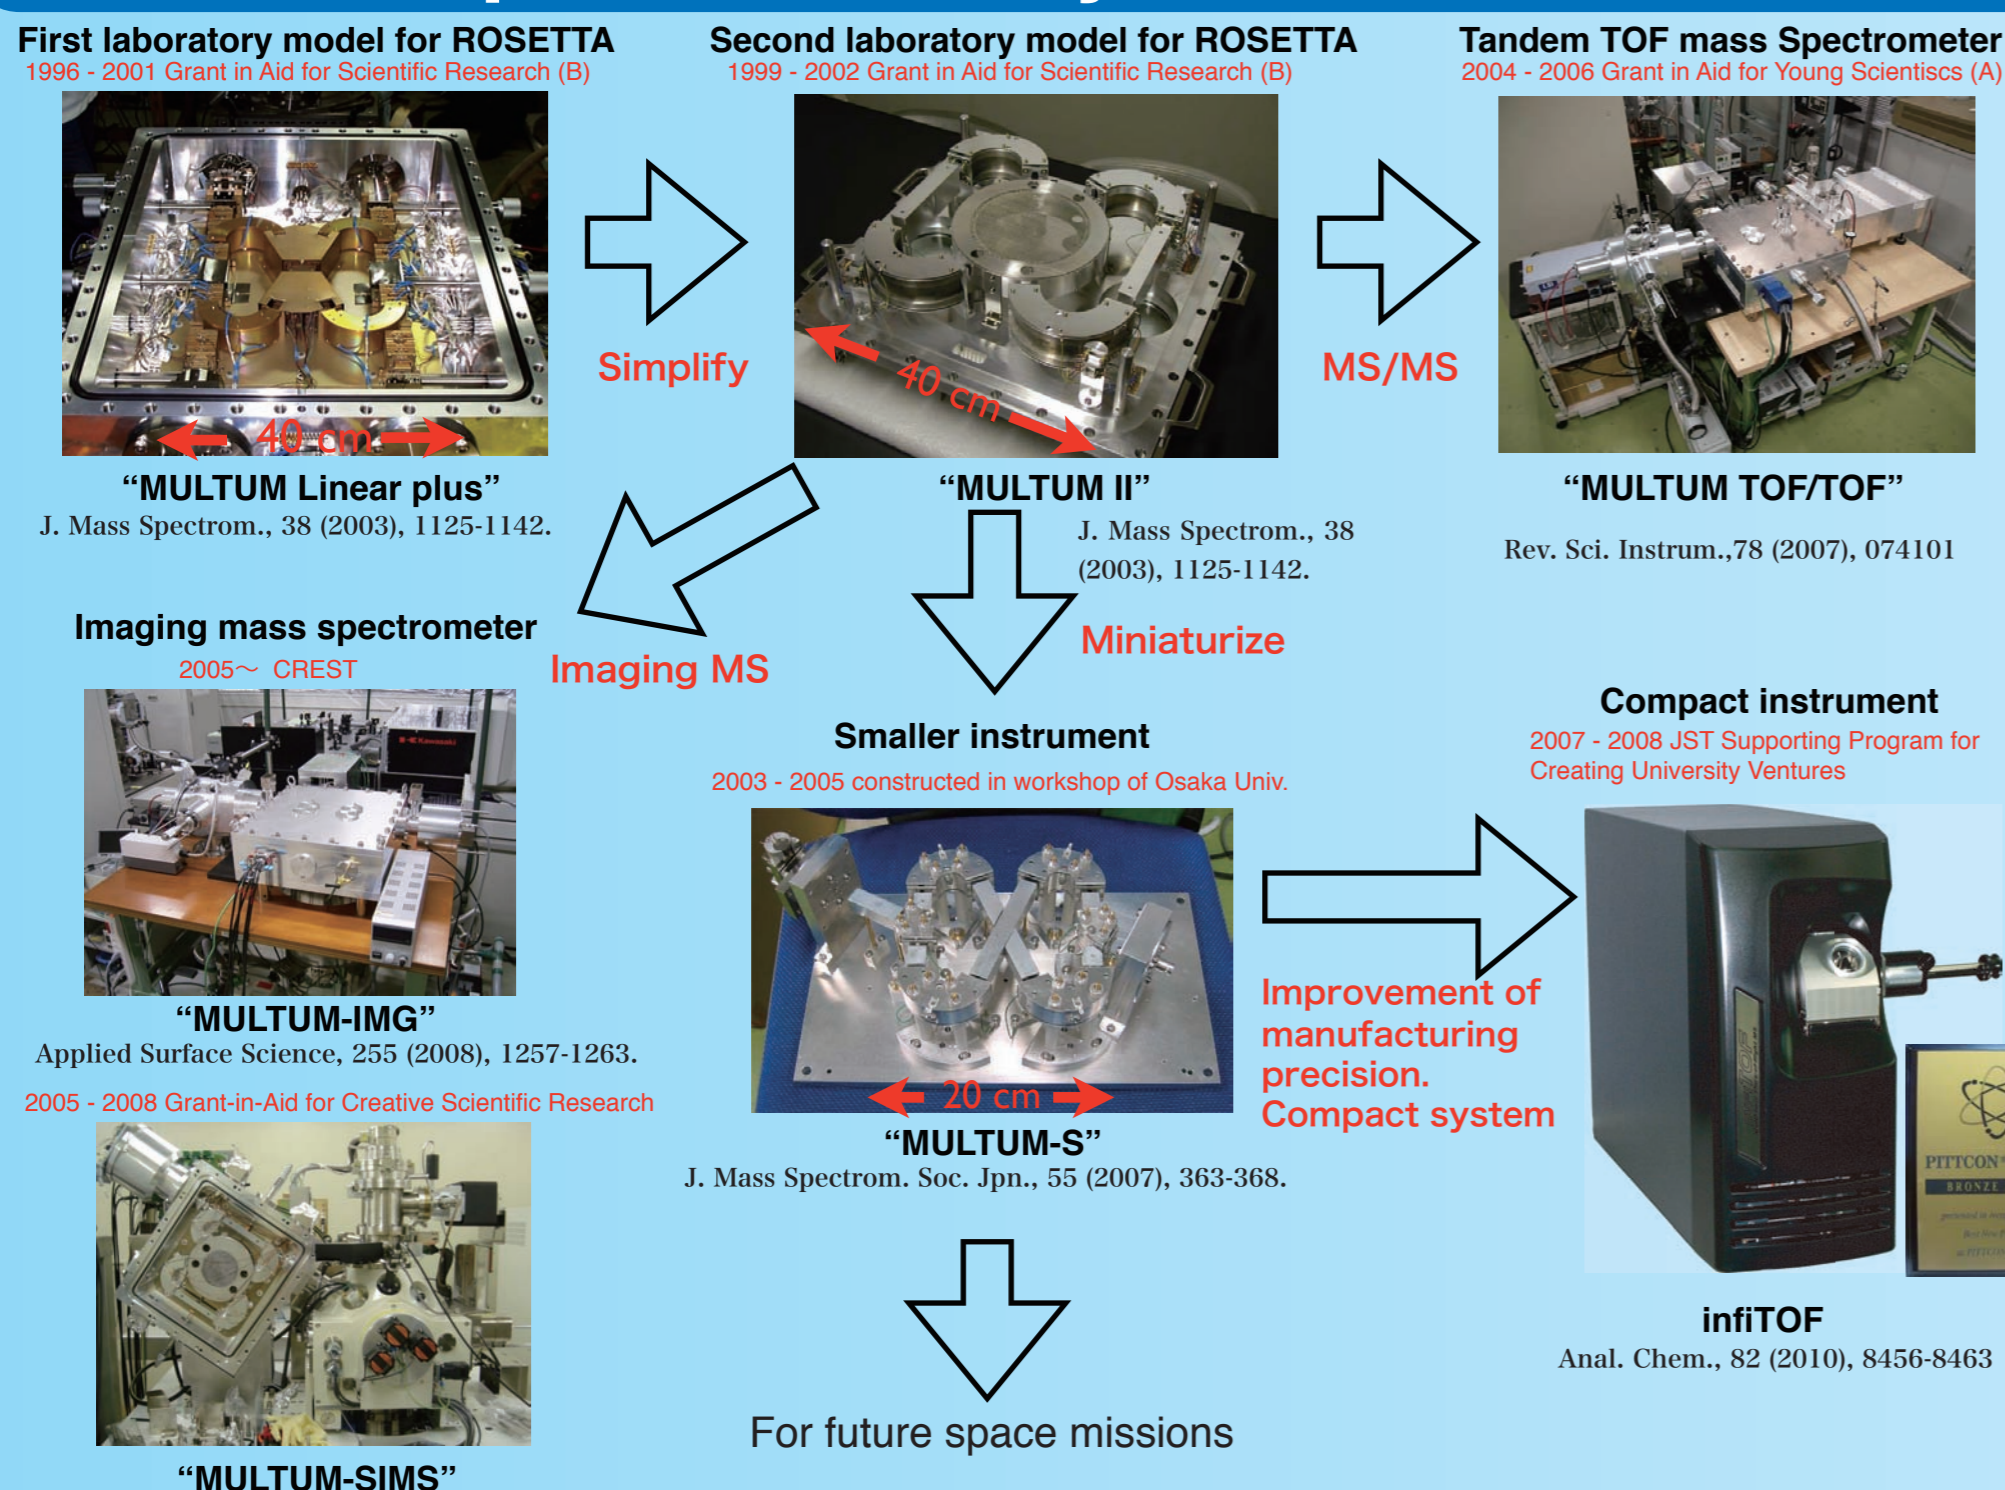 First laboratory model for ROSETTA
1996 - 2001 Grant in Aid for Scientific Research (B)
40 cm
“MULTUM Linear plus”
J. Mass Spectrom., 38 (2003), 1125-1142.
Simplify
Second laboratory model for ROSETTA
1999 - 2002 Grant in Aid for Scientific Research (B)
40 cm
“MULTUM II”
J. Mass Spectrom., 38
(2003), 1125-1142.
MS/MS
Tandem TOF mass Spectrometer
2004 - 2006 Grant in Aid for Young Scientiscs (A)
“MULTUM TOF/TOF”
Rev. Sci. Instrum.,78 (2007), 074101
Imaging MS
Imaging mass spectrometer
2005～ CREST
Kawasaki
“MULTUM-IMG”
Applied Surface Science, 255 (2008), 1257-1263.
2005 - 2008 Grant-in-Aid for Creative Scientific Research
“MULTUM-SIMS”
Miniaturize
Smaller instrument
2003 - 2005 constructed in workshop of Osaka Univ.
20 cm
“MULTUM-S”
J. Mass Spectrom. Soc. Jpn., 55 (2007), 363-368.
For future space missions
Improvement of
manufacturing
precision.
Compact system
Compact instrument
2007 - 2008 JST Supporting Program for
Creating University Ventures
PITTCON
BRONZE
infiTOF
Anal. Chem., 82 (2010), 8456-8463